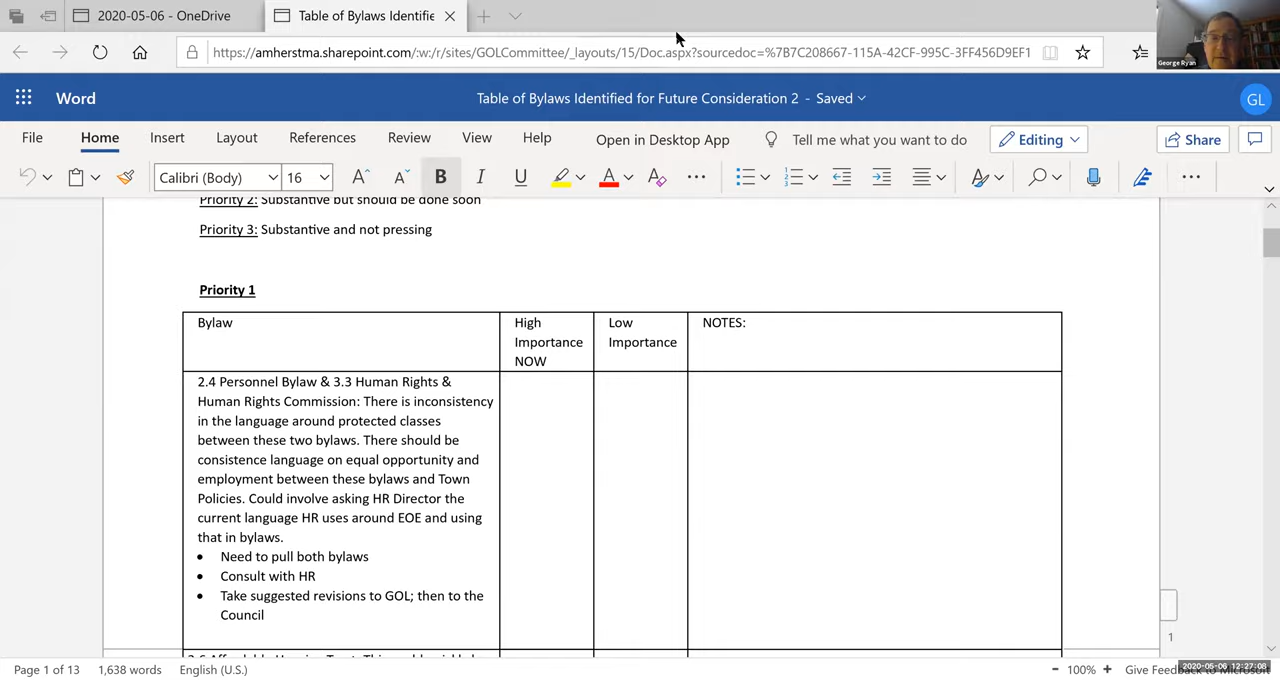 2020-05-06 - OneDrive
Table of Bylaws Identifie
https://amherstma.sharepoint.com/:w:/r/sites/GOLCommittee/_layouts/15/Doc.aspx?sourcedoc=%7B7C208667-115A-42CF-995C-3FF456D9EF1
George Ryan
Word
Table of Bylaws Identified for Future Consideration 2 - Saved
GL
File
Home
Insert
Layout
References
Review
View
Help
Open in Desktop App
Tell me what you want to do
Editing
Share
Calibri (Body)
16
Priority 2: Substantive but should be done soon
Priority 3: Substantive and not pressing
Priority 1
Bylaw
High
Importance
NOW
Low
Importance
NOTES:
2.4 Personnel Bylaw & 3.3 Human Rights &
Human Rights Commission: There is inconsistency
in the language around protected classes
between these two bylaws. There should be
consistence language on equal opportunity and
employment between these bylaws and Town
Policies. Could involve asking HR Director the
current language HR uses around EOE and using
that in bylaws.
• Need to pull both bylaws
• Consult with HR
• Take suggested revisions to GOL; then to the
Council
1
Page 1 of 13
1,638 words
English (U.S.)
- 100% +
Give Feedback to Microsoft
2020-05-06 12:27:08